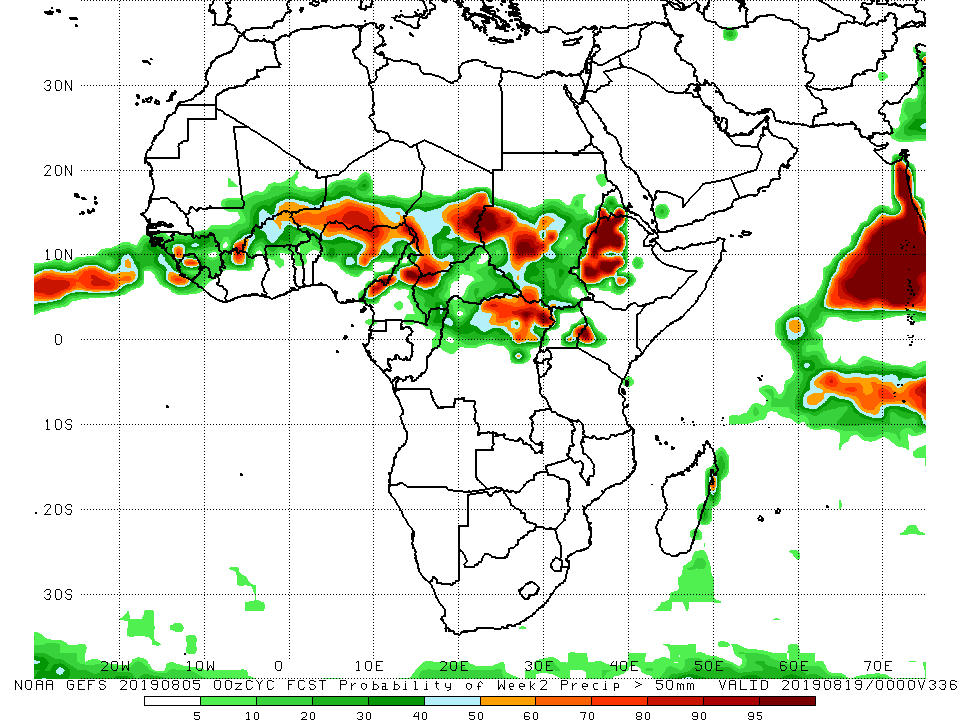 30N
20N
10N
0
10S
20S
30S
20W 10W 0 10E 20E 30E 40E 50E 60E 70E
NOAA GEFS 20190805 00zCYC FCST Probability of Week2 Precip > 50mm VALID 20190819/0000V336
5 10 20 30 40 50 60 70 80 90 95